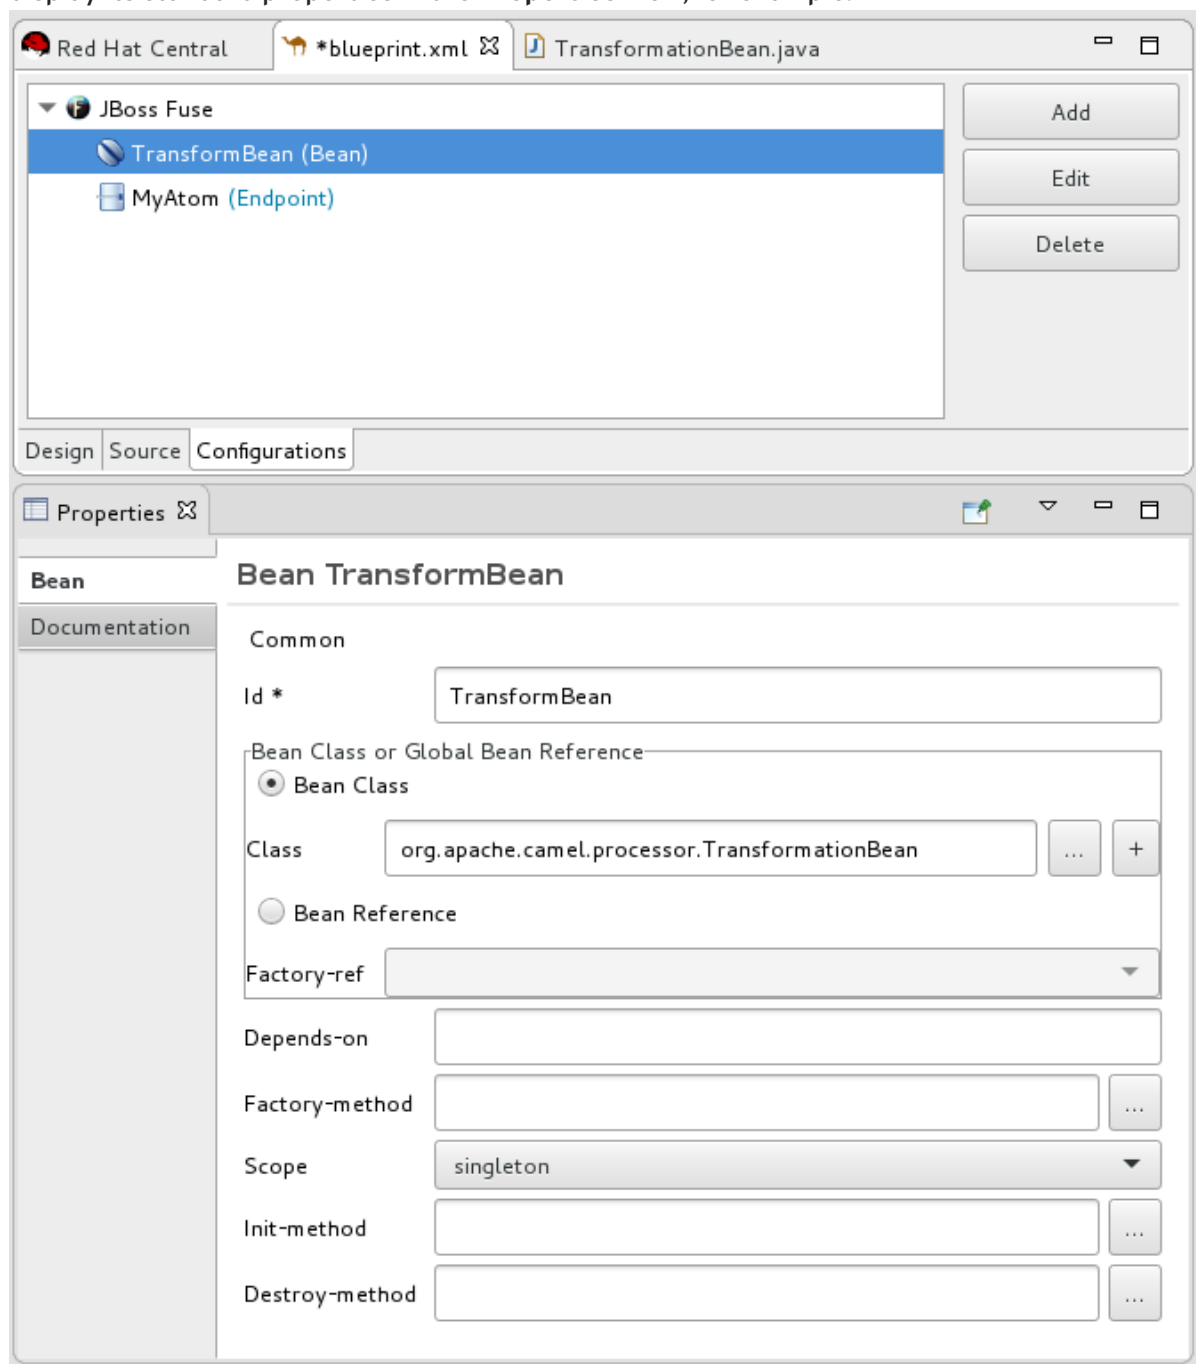 Red Hat Central *blueprint.xml TransformationBean.java
JBoss Fuse
Add
TransformBean (Bean)
Edit
MyAtom (Endpoint)
Delete
Design Source Configurations
Properties
Bean
Bean TransformBean
Documentation
Common
Id * TransformBean
Bean Class or Global Bean Reference
Bean Class
Class org.apache.camel.processor.TransformationBean ... +
Bean Reference
Factory-ref
Depends-on
Factory-method ...
Scope singleton
Init-method ...
Destroy-method ...